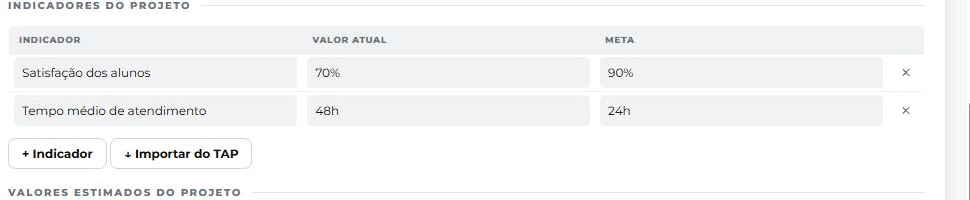 INDICADORES DO PROJETO
INDICADOR VALOR ATUAL META
Satisfação dos alunos 70% 90% ×
Tempo médio de atendimento 48h 24h ×
+ Indicador ↓ Importar do TAP
VALORES ESTIMADOS DO PROJETO